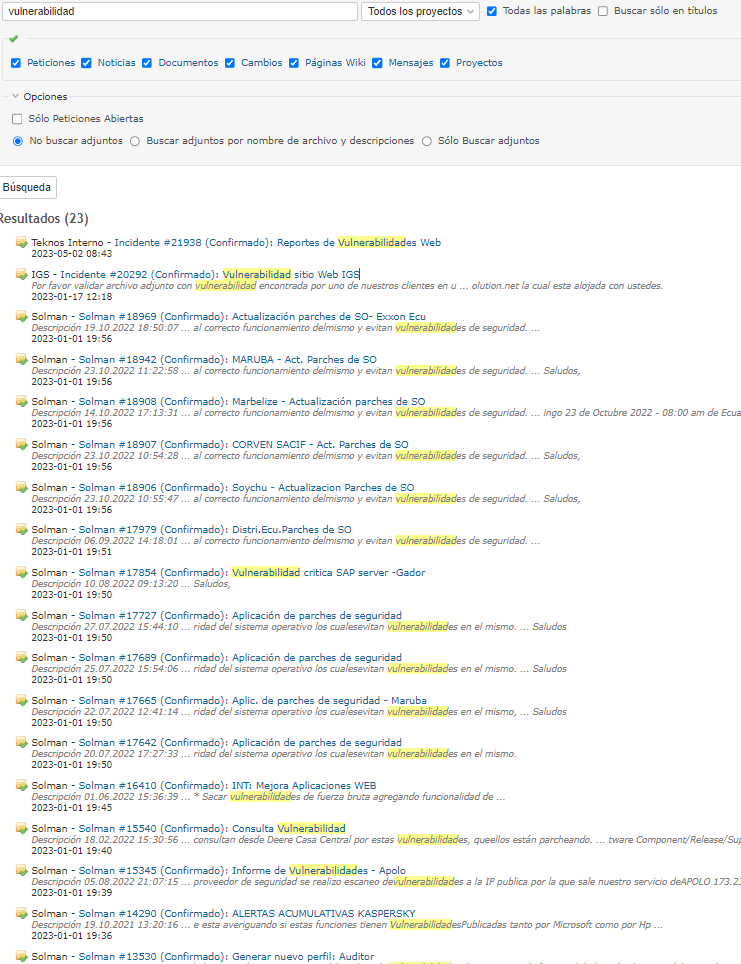 vulnerabilidad Todos los proyectos Todas las palabras Buscar sólo en títulos
Peticiones Noticias Documentos Cambios Páginas Wiki Mensajes Proyectos
Opciones
Sólo Peticiones Abiertas
No buscar adjuntos Buscar adjuntos por nombre de archivo y descripciones Sólo Buscar adjuntos
Búsqueda
Resultados (23)
Teknos Interno - Incidente #21938 (Confirmado): Reportes de Vulnerabilidades Web
2023-05-02 08:43
IGS - Incidente #20292 (Confirmado): Vulnerabilidad sitio Web IGS
Por favor validar archivo adjunto con vulnerabilidad encontrada por uno de nuestros clientes en u ... olution.net la cual esta alojada con ustedes.
2023-01-17 12:18
Solman - Solman #18969 (Confirmado): Actualización parches de SO- Exxon Ecu
Descripción 19.10.2022 18:50:07 ... al correcto funcionamiento delmismo y evitan vulnerabilidades de seguridad. ...
2023-01-01 19:56
Solman - Solman #18942 (Confirmado): MARUBA - Act. Parches de SO
Descripción 23.10.2022 11:22:58 ... al correcto funcionamiento delmismo y evitan vulnerabilidades de seguridad. ... Saludos,
2023-01-01 19:56
Solman - Solman #18908 (Confirmado): Marbelize - Actualización parches de SO
Descripción 14.10.2022 17:13:31 ... al correcto funcionamiento delmismo y evitan vulnerabilidades de seguridad. ... ingo 23 de Octubre 2022 - 08:00 am de Ecua
2023-01-01 19:56
Solman - Solman #18907 (Confirmado): CORVEN SACIF - Act. Parches de SO
Descripción 23.10.2022 10:54:28 ... al correcto funcionamiento delmismo y evitan vulnerabilidades de seguridad. ... Saludos,
2023-01-01 19:56
Solman - Solman #18906 (Confirmado): Soychu - Actualizacion Parches de SO
Descripción 23.10.2022 10:55:47 ... al correcto funcionamiento delmismo y evitan vulnerabilidades de seguridad. ... Saludos,
2023-01-01 19:56
Solman - Solman #17979 (Confirmado): Distri.Ecu.Parches de SO
Descripción 06.09.2022 14:18:01 ... al correcto funcionamiento delmismo y evitan vulnerabilidades de seguridad. ...
2023-01-01 19:51
Solman - Solman #17854 (Confirmado): Vulnerabilidad critica SAP server -Gador
Descripción 10.08.2022 09:13:20 ... Saludos,
2023-01-01 19:50
Solman - Solman #17727 (Confirmado): Aplicación de parches de seguridad
Descripción 27.07.2022 15:44:10 ... ridad del sistema operativo los cualesevitan vulnerabilidades en el mismo. ... Saludos
2023-01-01 19:50
Solman - Solman #17689 (Confirmado): Aplicación de parches de seguridad
Descripción 25.07.2022 15:54:06 ... ridad del sistema operativo los cualesevitan vulnerabilidades en el mismo. ... Saludos
2023-01-01 19:50
Solman - Solman #17665 (Confirmado): Aplic. de parches de seguridad - Maruba
Descripción 22.07.2022 12:41:14 ... ridad del sistema operativo los cualesevitan vulnerabilidades en el mismo, ... Saludos
2023-01-01 19:50
Solman - Solman #17642 (Confirmado): Aplicación de parches de seguridad
Descripción 20.07.2022 17:27:33 ... ridad del sistema operativo los cualesevitan vulnerabilidades en el mismo.
2023-01-01 19:50
Solman - Solman #16410 (Confirmado): INT: Mejora Aplicaciones WEB
Descripción 01.06.2022 15:36:39 ... * Sacar vulnerabilidades de fuerza bruta agregando funcionalidad de ...
2023-01-01 19:45
Solman - Solman #15540 (Confirmado): Consulta Vulnerabilidad
Descripción 18.02.2022 15:30:56 ... consultan desde Deere Casa Central por estas vulnerabilidades, queellos están parcheando. ... tware Component/Release/Sup
2023-01-01 19:40
Solman - Solman #15345 (Confirmado): Informe de Vulnerabilidades - Apolo
Descripción 05.08.2022 21:07:15 ... proveedor de seguridad se realizo escaneo devulnerabilidades a la IP publica por la que sale nuestro servicio deAPOLO 173.23
2023-01-01 19:39
Solman - Solman #14290 (Confirmado): ALERTAS ACUMULATIVAS KASPERSKY
Descripción 19.10.2021 13:20:16 ... e esta averiguando si estas funciones tienen VulnerabilidadesPublicadas tanto por Microsoft como por Hp ...
2023-01-01 19:36
Solman - Solman #13530 (Confirmado): Generar nuevo perfil: Auditor